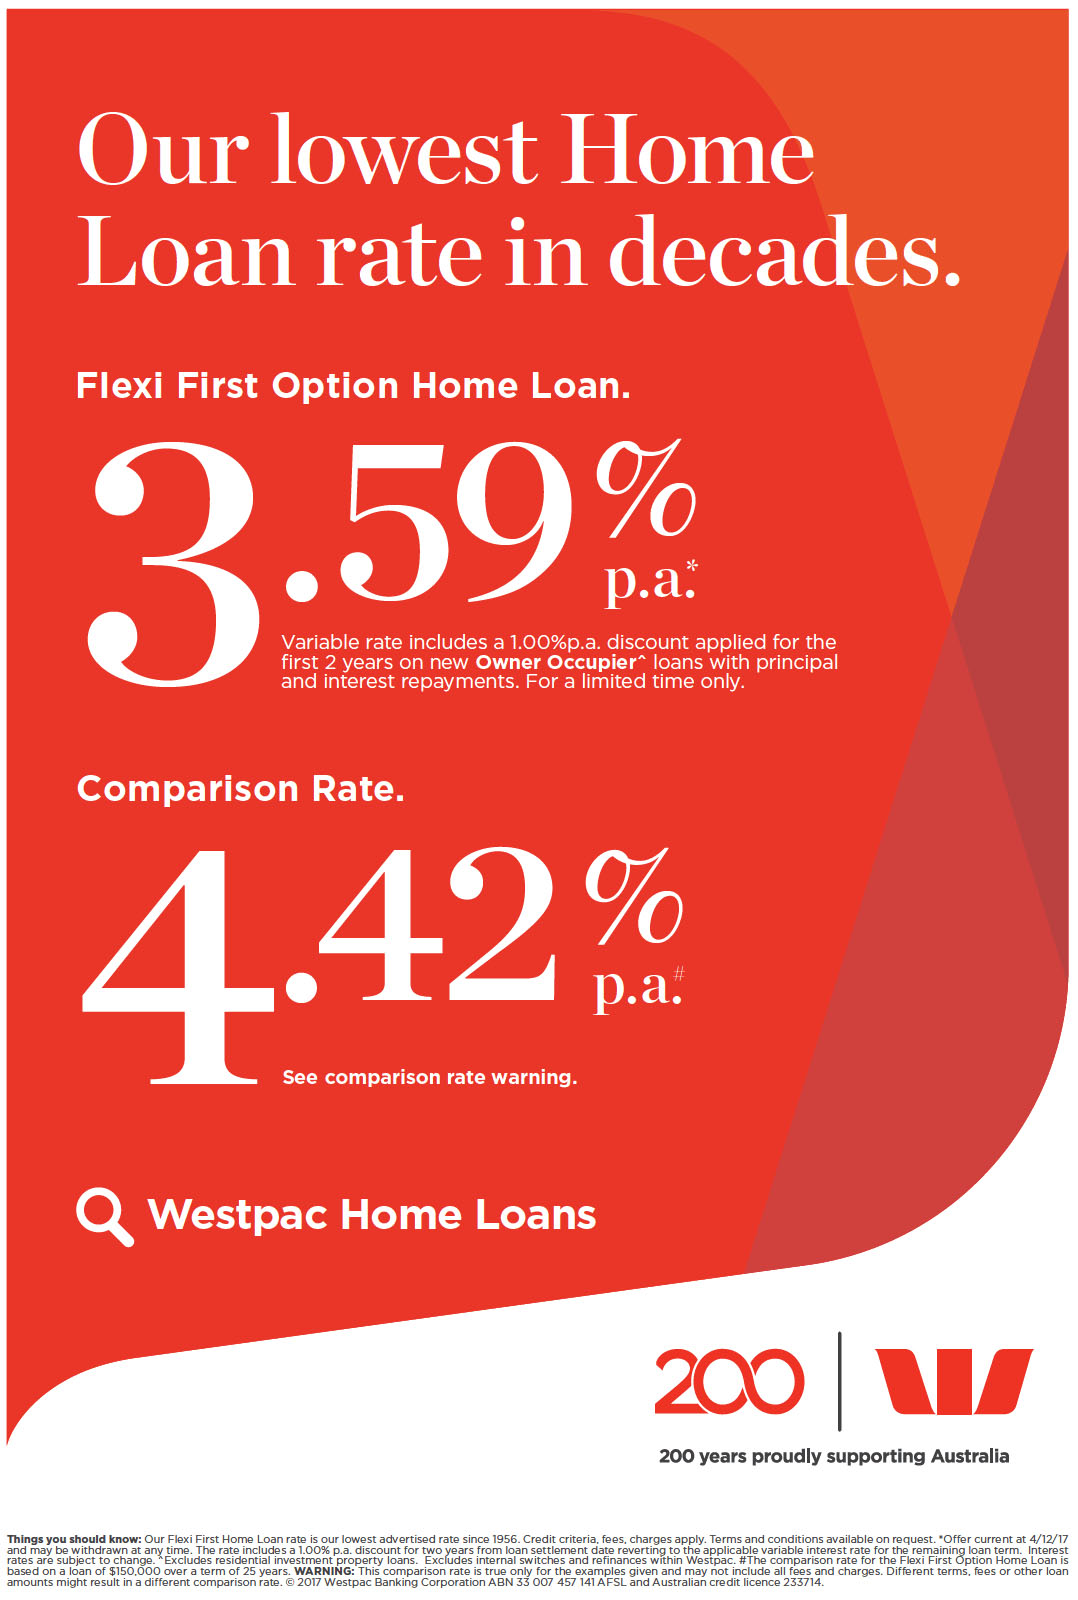 Our lowest Home
Loan rate in decades.
Flexi First Option Home Loan.
3.59%
p.a.*
Variable rate includes a 1.00%p.a. discount applied for the
first 2 years on new Owner Occupier^ loans with principal
and interest repayments. For a limited time only.
Comparison Rate.
4.42%
p.a.#
See comparison rate warning.
Westpac Home Loans
200
200 years proudly supporting Australia
Things you should know: Our Flexi First Home Loan rate is our lowest advertised rate since 1956. Credit criteria, fees, charges apply. Terms and conditions available on request. *Offer current at 4/12/17
and may be withdrawn at any time. The rate includes a 1.00% p.a. discount for two years from loan settlement date reverting to the applicable variable interest rate for the remaining loan term. Interest
rates are subject to change. ^Excludes residential investment property loans. Excludes internal switches and refinances within Westpac. #The comparison rate for the Flexi First Option Home Loan is
based on a loan of $150,000 over a term of 25 years. WARNING: This comparison rate is true only for the examples given and may not include all fees and charges. Different terms, fees or other loan
amounts might result in a different comparison rate. © 2017 Westpac Banking Corporation ABN 33 007 457 141 AFSL and Australian credit licence 233714.